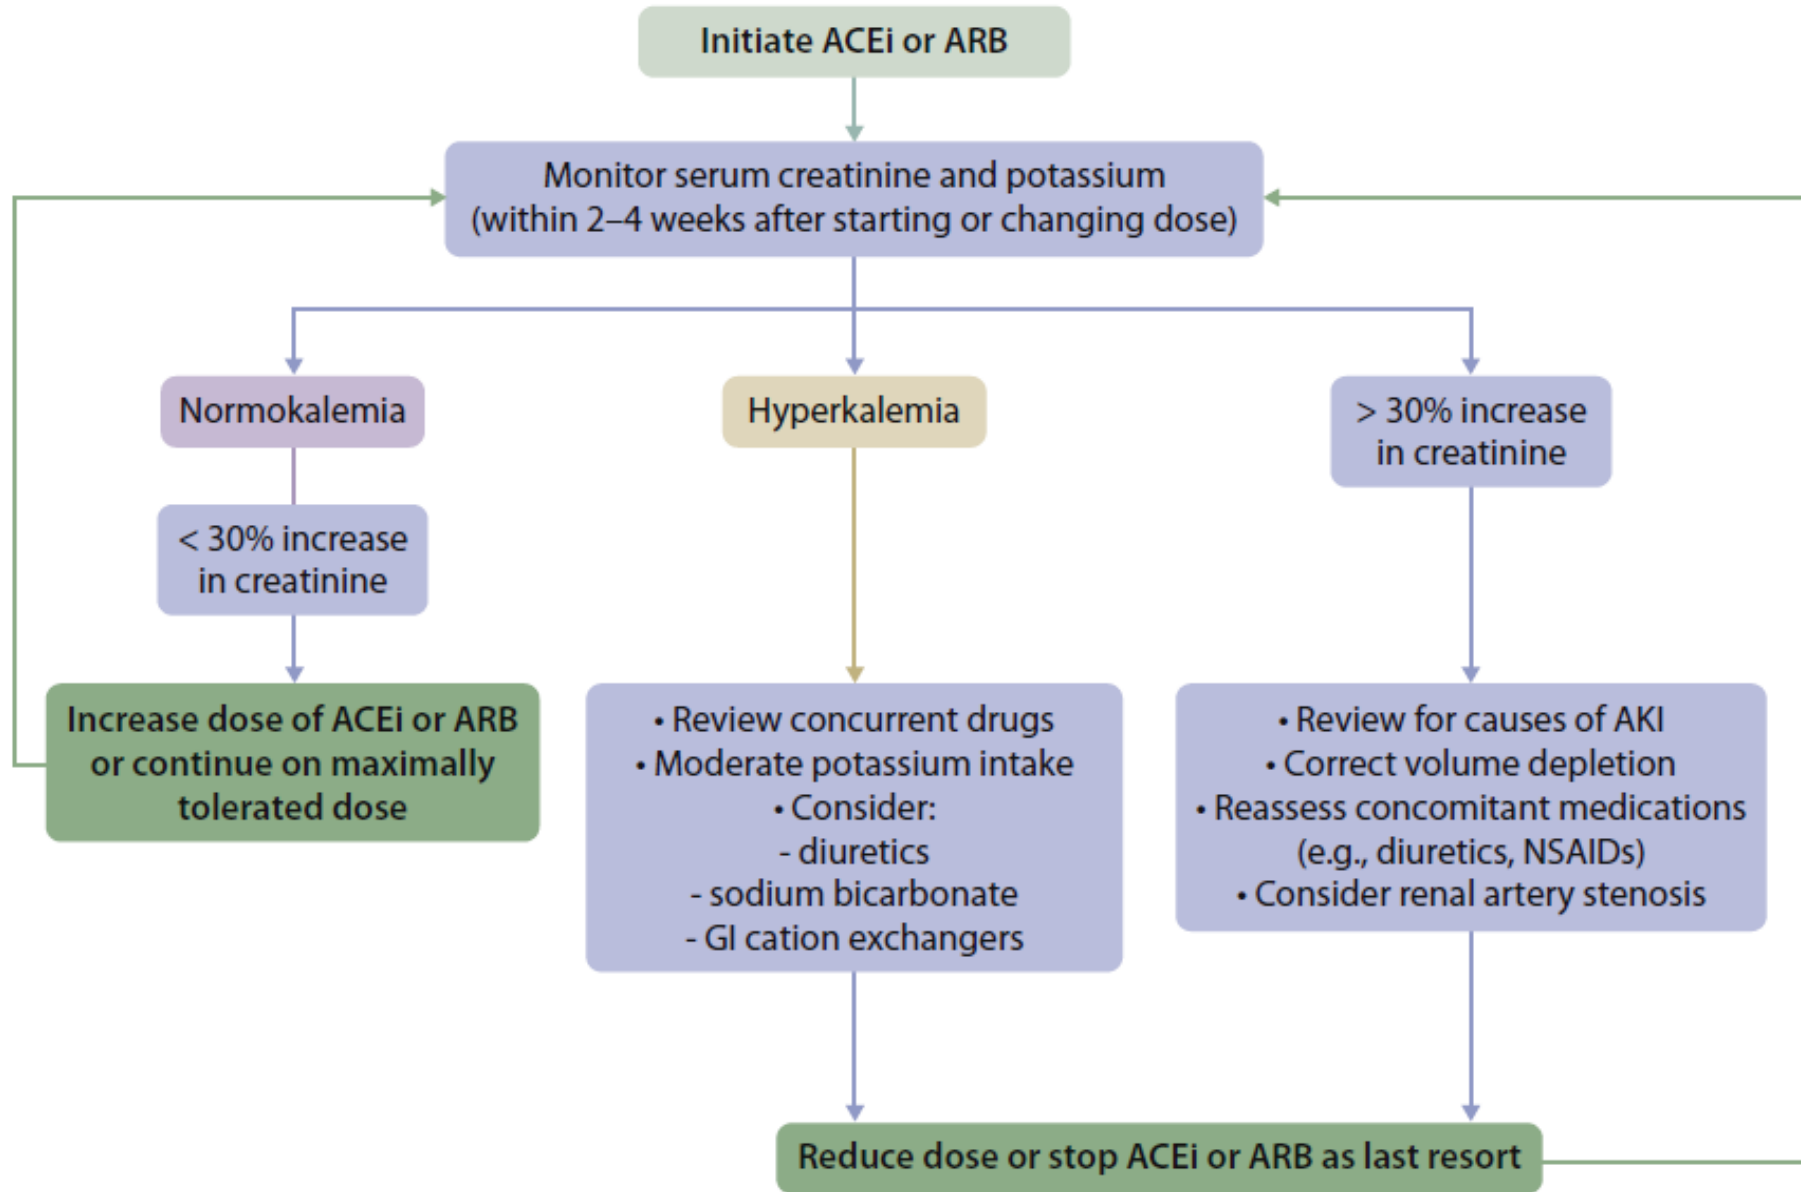 Initiate ACEi or ARB
Monitor serum creatinine and potassium
(within 2–4 weeks after starting or changing dose)
Normokalemia
Hyperkalemia
> 30% increase
in creatinine
< 30% increase
in creatinine
Increase dose of ACEi or ARB
or continue on maximally
tolerated dose
• Review concurrent drugs
• Moderate potassium intake
• Consider:
- diuretics
- sodium bicarbonate
- GI cation exchangers
• Review for causes of AKI
• Correct volume depletion
• Reassess concomitant medications
(e.g., diuretics, NSAIDs)
• Consider renal artery stenosis
Reduce dose or stop ACEi or ARB as last resort